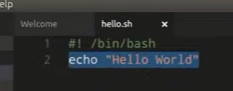 elp
Welcome hello.sh ×
1 #! /bin/bash
2 echo "Hello World"